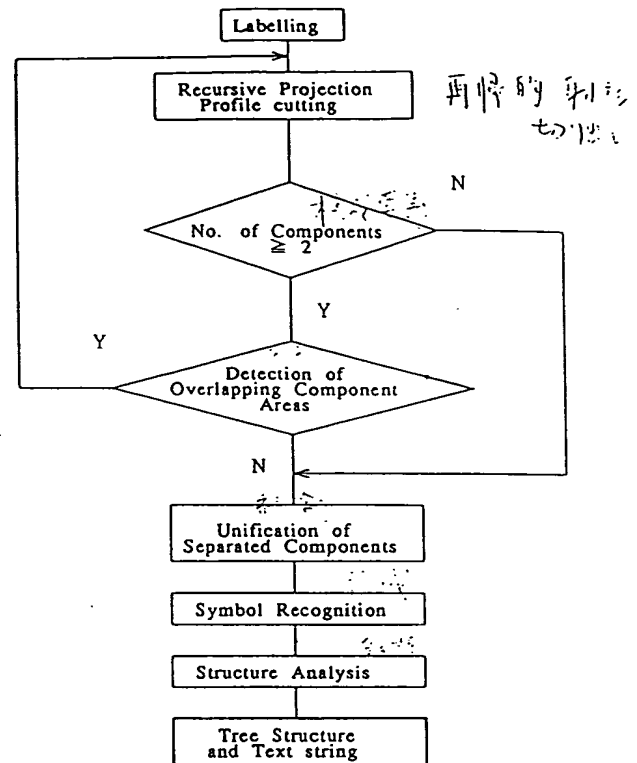 Labelling
Recursive Projection
Profile cutting
N
No. of Components
≧ 2
Y
Y
Detection of
Overlapping Component
Areas
N
Unification of
Separated Components
Symbol Recognition
Structure Analysis
Tree Structure
and Text string